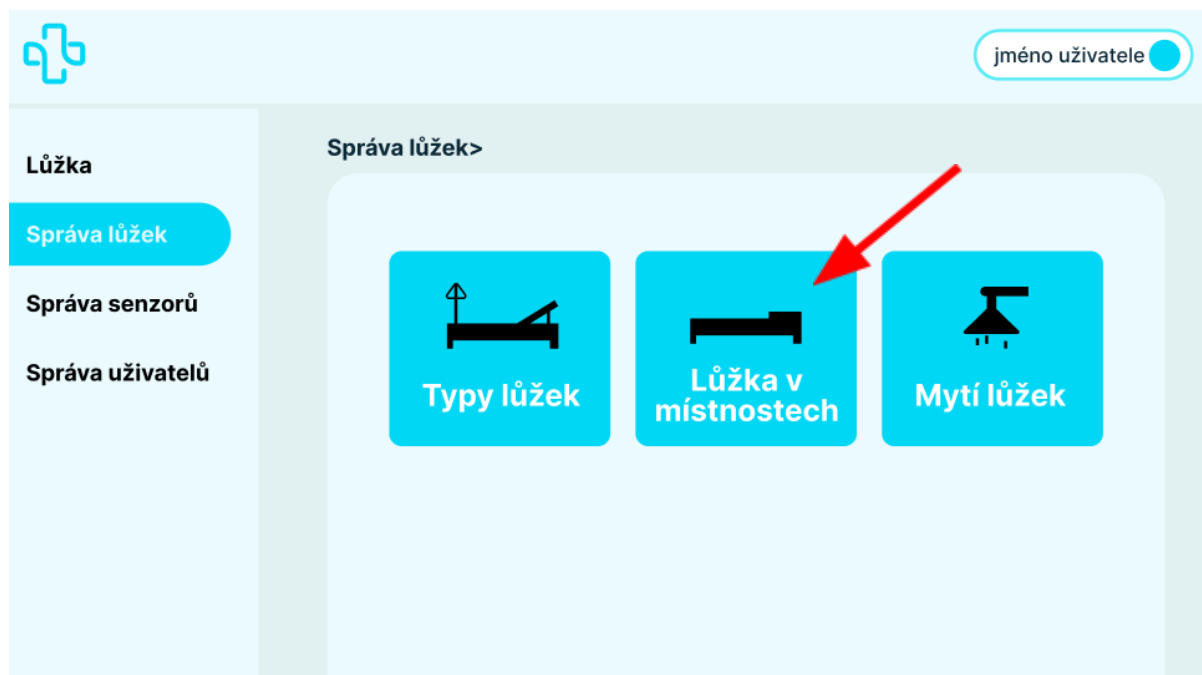 jméno uživatele
Lůžka
Správa lůžek
Správa senzorů
Správa uživatelů
Správa lůžek>
Typy lůžek
Lůžka v
místnostech
Mytí lůžek